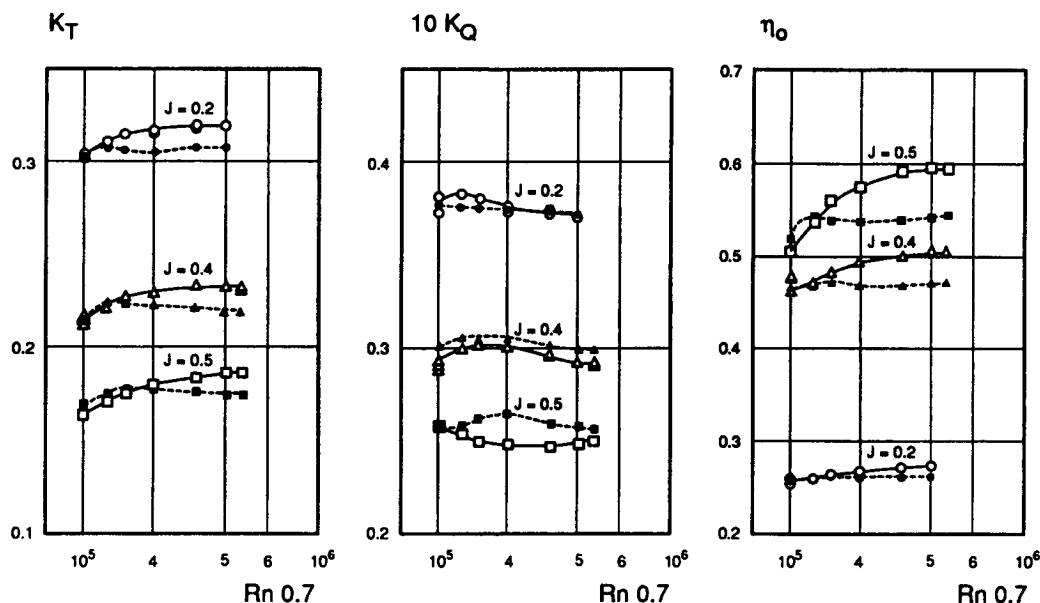 K_T
0.3
0.2
0.1
J = 0.2
J = 0.4
J = 0.5
10^5 4 5 6 10^6
Rn 0.7
10 K_Q
0.4
0.3
0.2
J = 0.2
J = 0.4
J = 0.5
10^5 4 5 6 10^6
Rn 0.7
η_o
0.7
0.6
0.5
0.4
0.3
0.2
J = 0.5
J = 0.4
J = 0.2
10^5 4 5 6 10^6
Rn 0.7